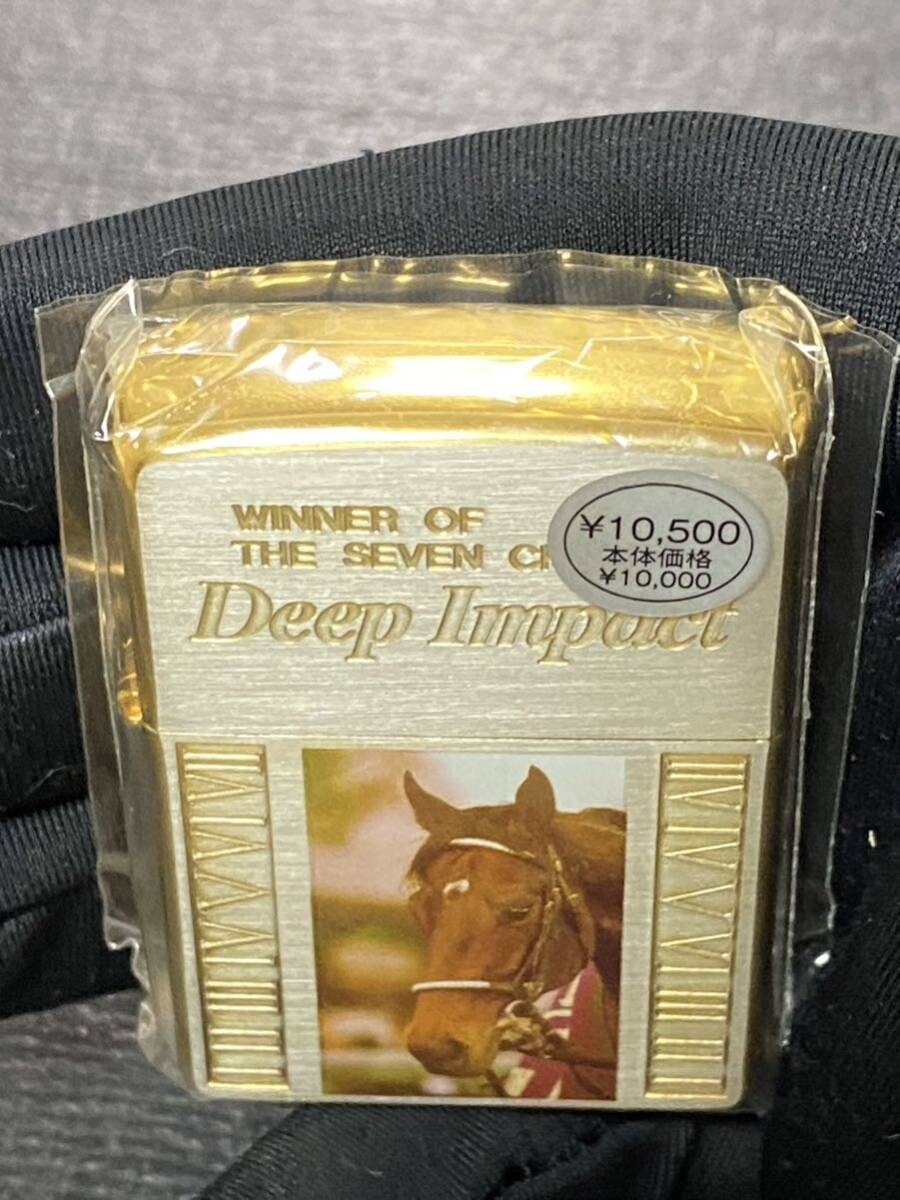 WINNER OF
THE SEVEN
Deep Impact
¥10,500
本体価格
¥10,000